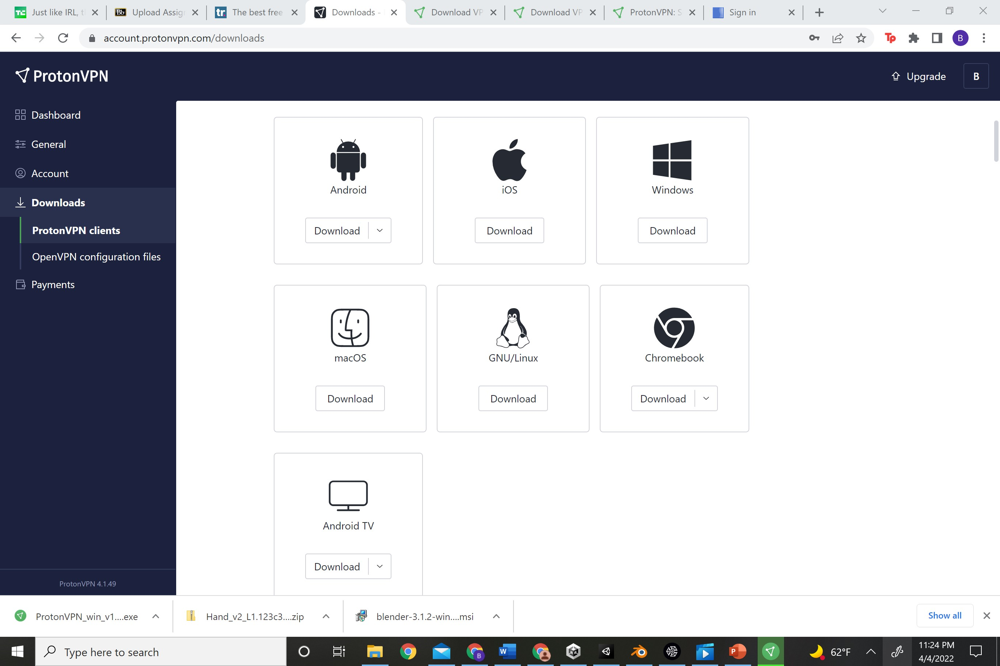 Just like IRL, t
Upload Assig
The best free
Downloads -
Download VP
Download VP
ProtonVPN: S
Sign in
account.protonvpn.com/downloads
B
ProtonVPN
Upgrade
B
Dashboard
General
Account
Downloads
ProtonVPN clients
OpenVPN configuration files
Payments
Android
iOS
Windows
Download
Download
Download
macOS
GNU/Linux
Chromebook
Download
Download
Download
Android TV
Download
ProtonVPN 4.1.49
ProtonVPN_win_v1....exe
Hand_v2_L1.123c3....zip
blender-3.1.2-win....msi
Show all
Type here to search
62°F
11:24 PM
4/4/2022